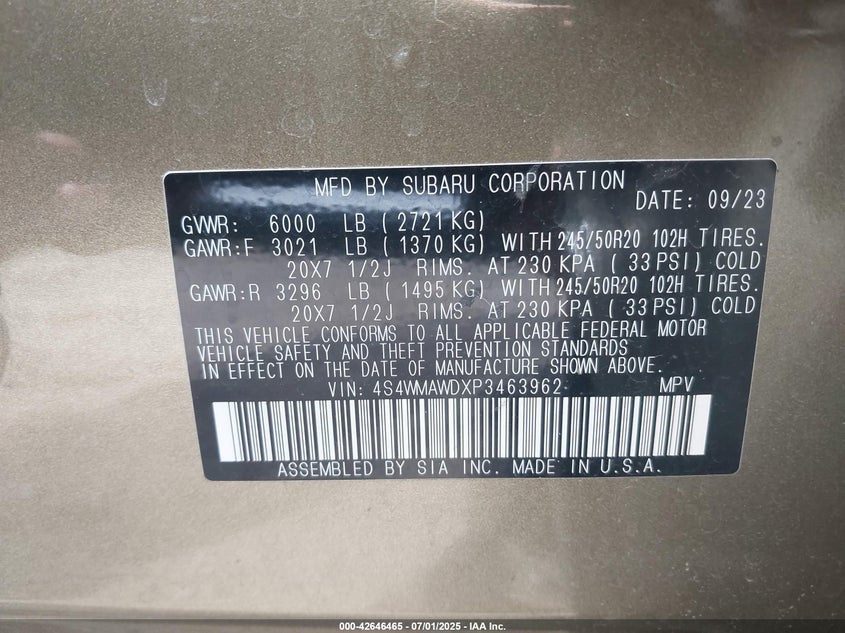 MFD BY SUBARU CORPORATION DATE: 09/23
GVWR: 6000 LB ( 2721KG)
GAWR:F 3021 LB ( 1370 KG) WITH 245/50R20 102H TIRES.
20X7 1/2J RIMS. AT 230 KPA ( 33 PSI) COLD
GAWR:R 3296 LB ( 1495 KG) WITH 245/50R20 102H TIRES.
20X7 1/2J RIMS. AT 230 KPA ( 33 PSI) COLD
THIS VEHICLE CONFORMS TO ALL APPLICABLE FEDERAL MOTOR
VEHICLE SAFETY AND THEFT PREVENTION STANDARDS
IN EFFECT ON THE DATE OF MANUFACTURE SHOWN ABOVE.
VIN: 4S4WMAWDXP3463962 MPV
ASSEMBLED BY SIA INC. MADE IN U.S.A.
000-42646465 - 07/01/2025 - IAA Inc.